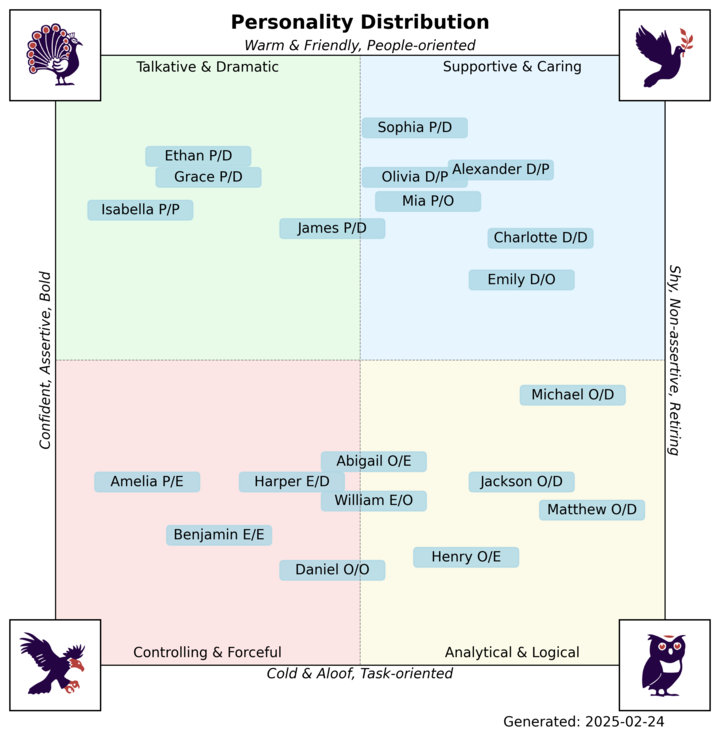 Personality Distribution
Warm & Friendly, People-oriented
Talkative & Dramatic
Supportive & Caring
Sophia P/D
Ethan P/D
Alexander D/P
Grace P/D
Olivia D/P
Mia P/O
Isabella P/P
James P/D
Charlotte D/D
Emily D/O
Confident, Assertive, Bold
Shy, Non-assertive, Retiring
Michael O/D
Abigail O/E
Amelia P/E
Harper E/D
Jackson O/D
William E/O
Matthew O/D
Benjamin E/E
Henry O/E
Daniel O/O
Controlling & Forceful
Analytical & Logical
Cold & Aloof, Task-oriented
Generated: 2025-02-24